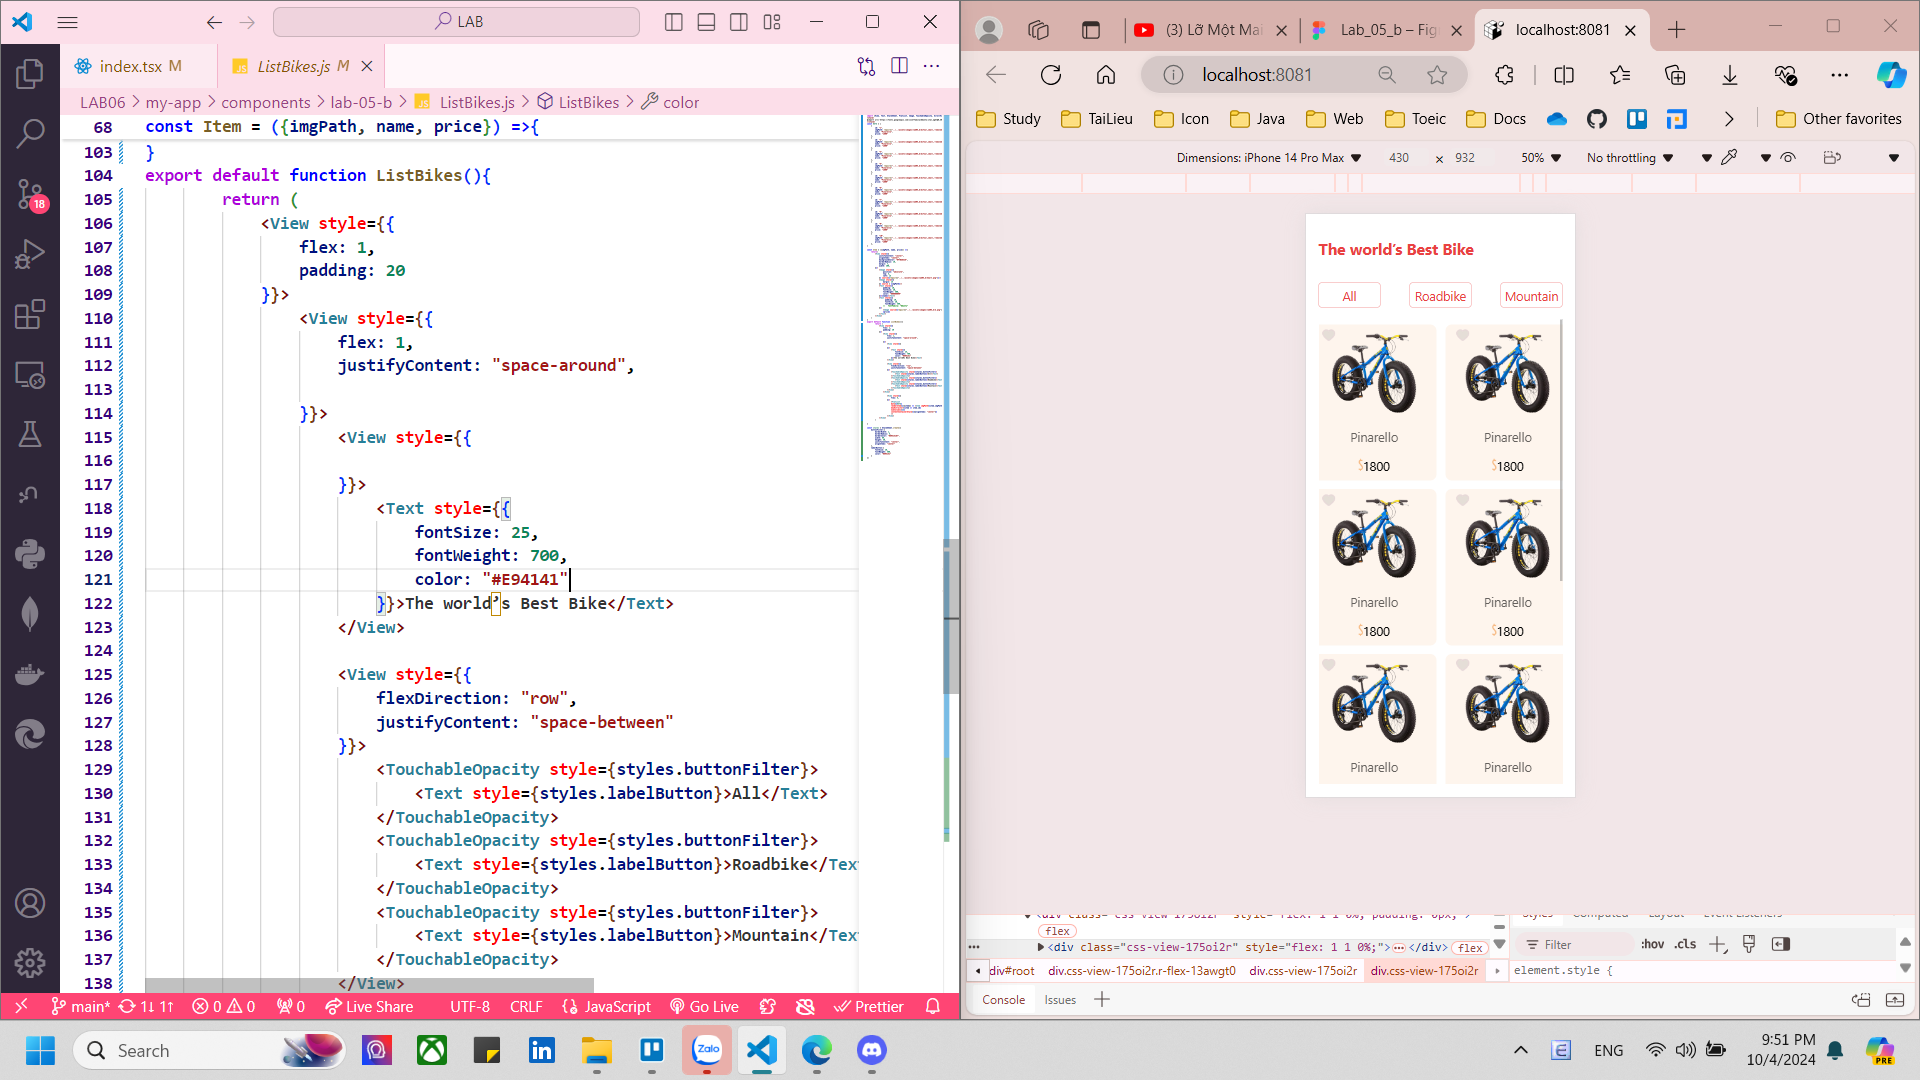 LAB
index.tsx M
ListBikes.js M
LAB06 > my-app > components > lab-05-b > ListBikes.js > ListBikes > color
68 const Item = ({imgPath, name, price}) =>{
103 }
104 export default function ListBikes(){
105 return (
106 <View style={{
107 flex: 1,
108 padding: 20
109 }}>
110 <View style={{
111 flex: 1,
112 justifyContent: "space-around",
113
114 }}>
115 <View style={{
116
117 }}>
118 <Text style={{
119 fontSize: 25,
120 fontWeight: 700,
121 color: "#E94141"
122 }}>The world’s Best Bike</Text>
123 </View>
124
125 <View style={{
126 flexDirection: "row",
127 justifyContent: "space-between"
128 }}>
129 <TouchableOpacity style={styles.buttonFilter}>
130 <Text style={styles.labelButton}>All</Text>
131 </TouchableOpacity>
132 <TouchableOpacity style={styles.buttonFilter}>
133 <Text style={styles.labelButton}>Roadbike</Tex
134 </TouchableOpacity>
135 <TouchableOpacity style={styles.buttonFilter}>
136 <Text style={styles.labelButton}>Mountain</Tex
137 </TouchableOpacity>
138 </View>
18
main* 1↓ 1↑ 0 0 0 Live Share UTF-8 CRLF {} JavaScript Go Live Prettier
(3) Lỡ Một Mai
Lab_05_b – Fig
localhost:8081
localhost:8081
Study TaiLieu Icon Java Web Toeic Docs Other favorites
Dimensions: iPhone 14 Pro Max 430 × 932 50% No throttling
The world’s Best Bike
All Roadbike Mountain
Pinarello Pinarello
$1800 $1800
Pinarello Pinarello
$1800 $1800
Pinarello Pinarello
flex
<div class="css-view-175oi2r" style="flex: 1 1 0%;">…</div> flex
div#root div.css-view-175oi2r.r-flex-13awgt0 div.css-view-175oi2r div.css-view-175oi2r
Styles Computed Layout Event Listeners
Filter :hov .cls
element.style {
Console Issues
Search
Zalo
ENG
9:51 PM
10/4/2024
PRE